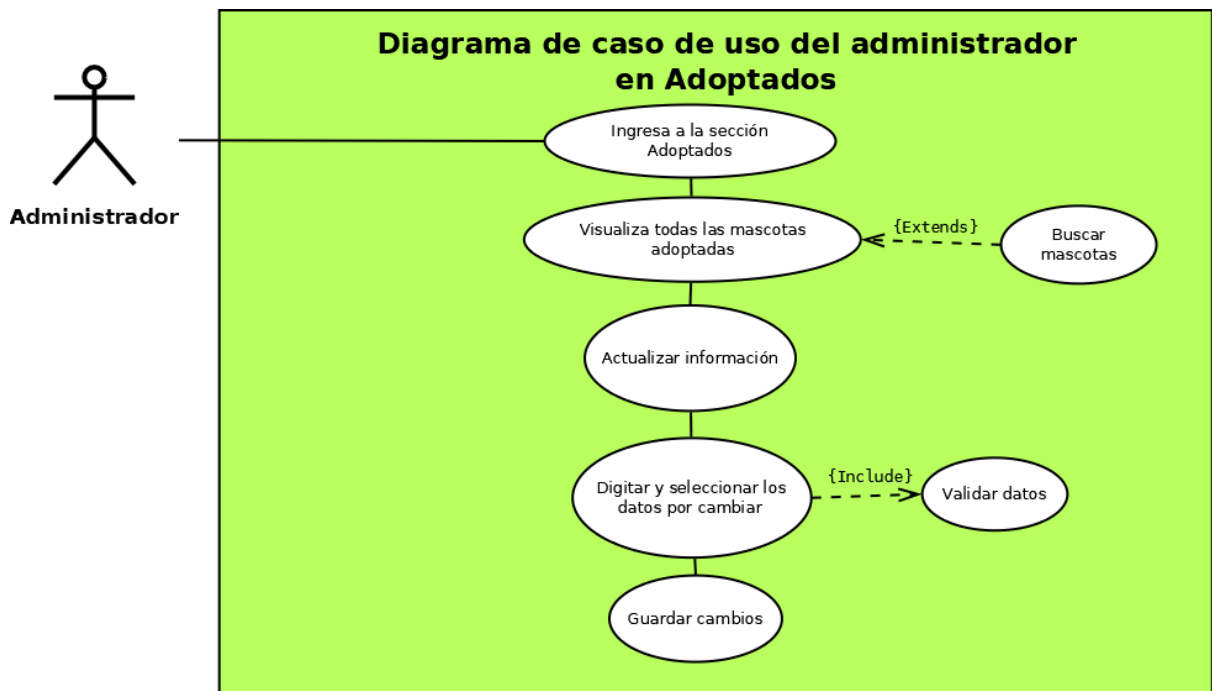 Diagrama de caso de uso del administrador
en Adoptados
Ingresa a la sección
Adoptados
Administrador
Visualiza todas las mascotas
adoptadas
{Extends}
Buscar
mascotas
Actualizar información
Digitar y seleccionar los
datos por cambiar
{Include}
Validar datos
Guardar cambios